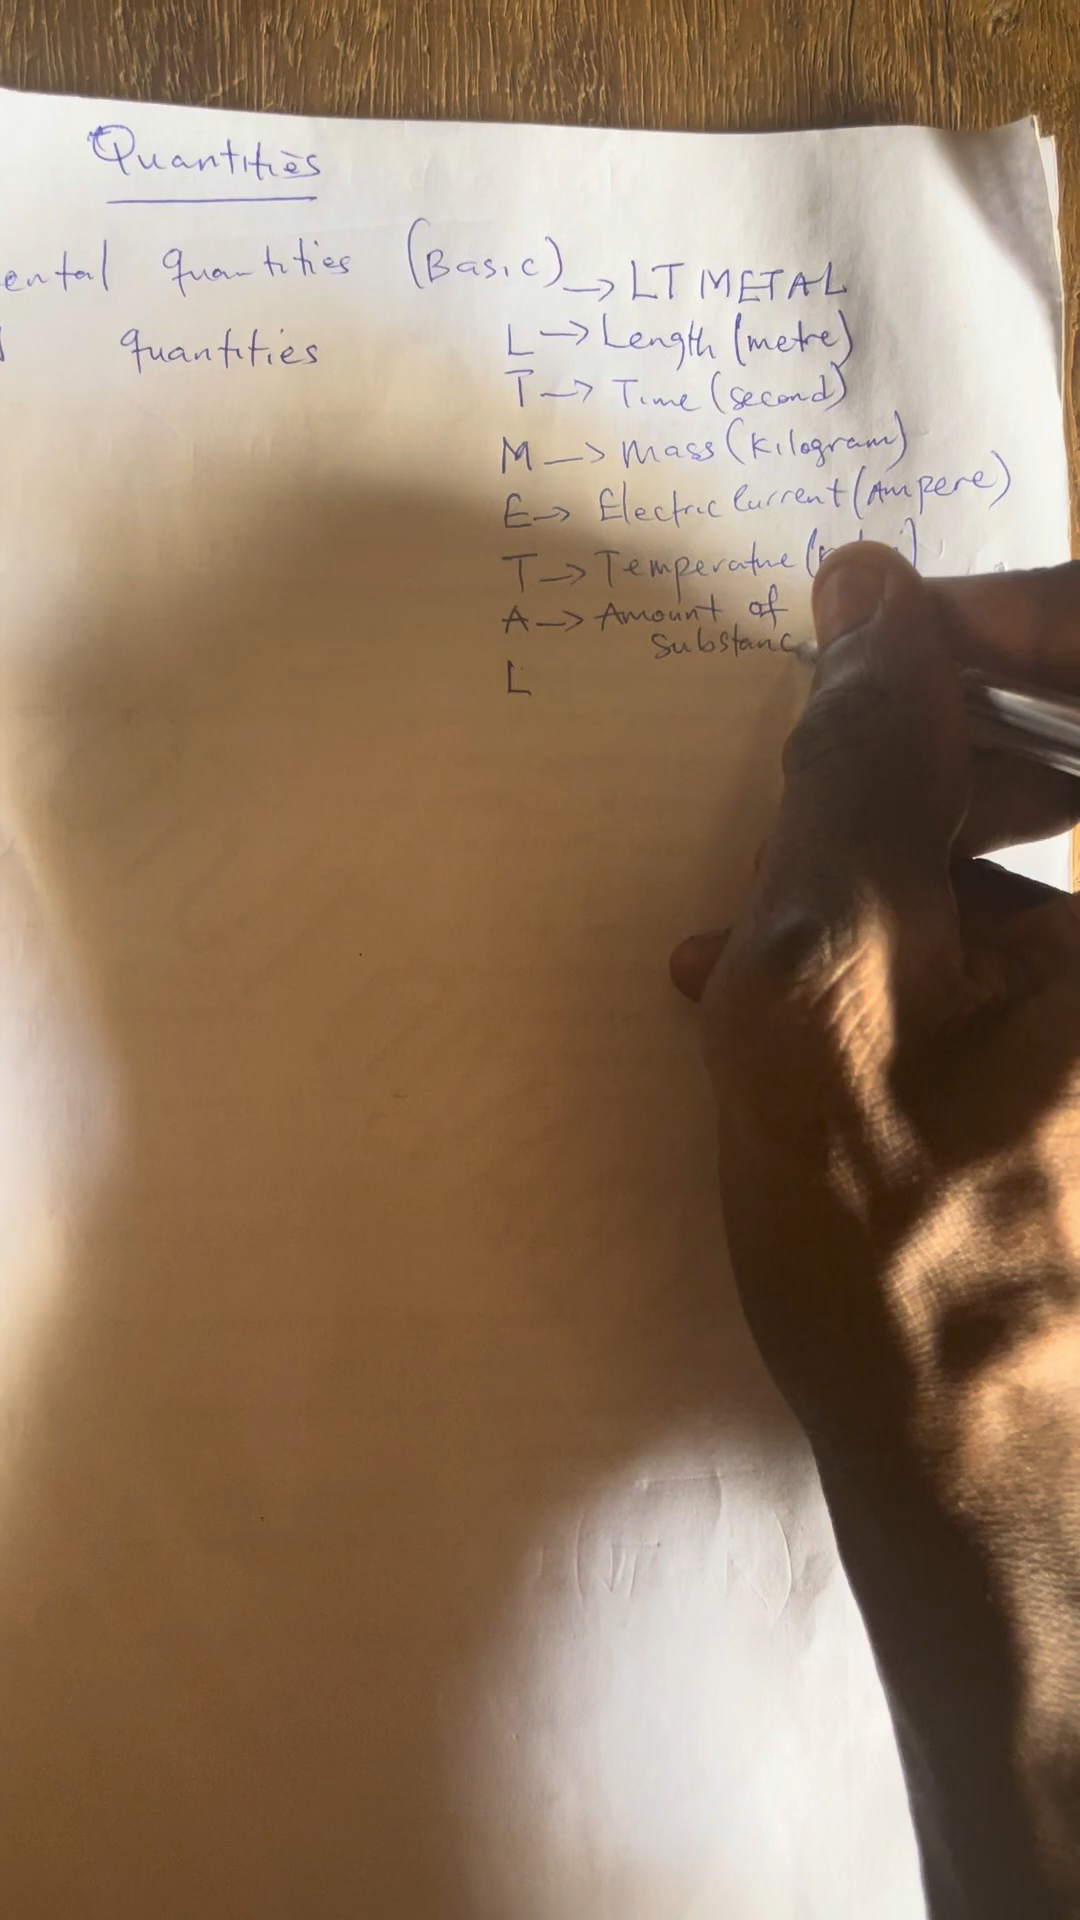 Quantities
ental quantities (Basic) → LT METAL
quantities
L → Length (metre)
T → Time (second)
M → Mass (Kilogram)
E → Electric Current (Ampere)
T → Temperature (
A → Amount of
Substanc
L